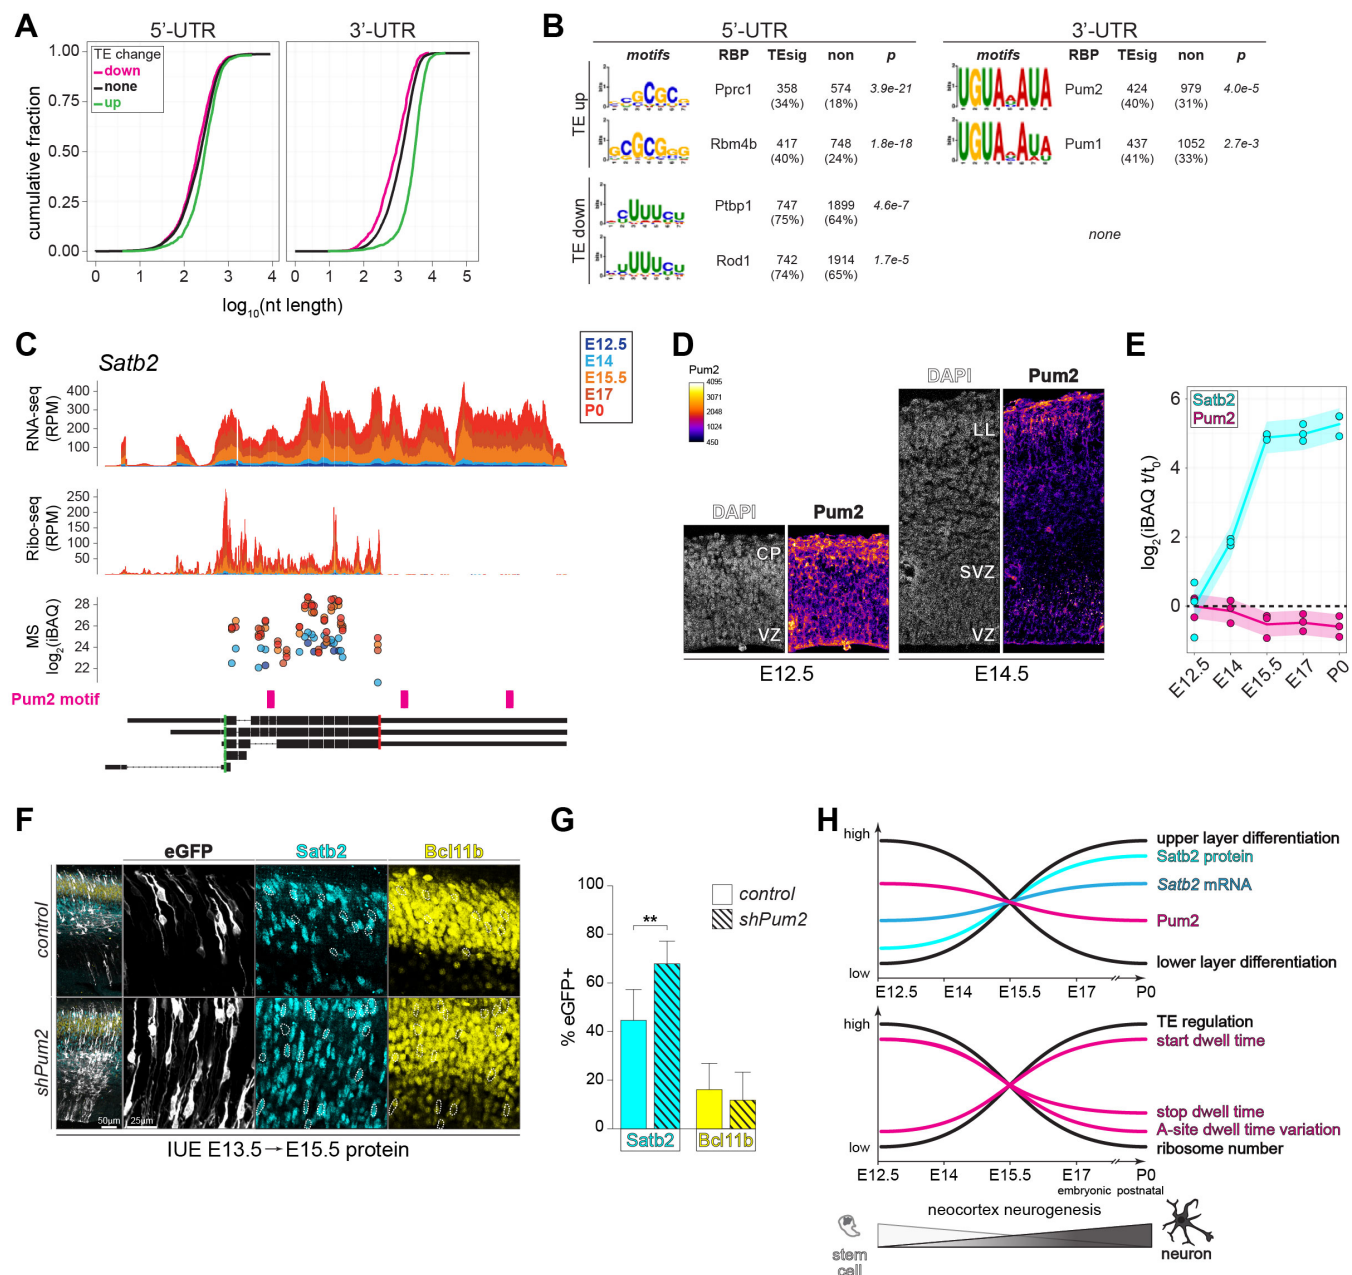 A
5'-UTR
3'-UTR
1.00
0.75
0.50
0.25
0.00
cumulative fraction
TE change
down
none
up
0 1 2 3 4
0 1 2 3 4 5
log10(nt length)
B
5'-UTR
3'-UTR
motifs RBP TEsig non p
motifs RBP TEsig non p
TE up
Pprc1 358 574 3.9e-21
(34%) (18%)
Rbm4b 417 748 1.8e-18
(40%) (24%)
Pum2 424 979 4.0e-5
(40%) (31%)
Pum1 437 1052 2.7e-3
(41%) (33%)
TE down
Ptbp1 747 1899 4.6e-7
(75%) (64%)
Rod1 742 1914 1.7e-5
(74%) (65%)
none
C
Satb2
E12.5
E14
E15.5
E17
P0
RNA-seq
(RPM)
400
300
200
100
Ribo-seq
(RPM)
250
200
150
100
50
MS
log2(iBAQ)
28
26
24
22
Pum2 motif
D
Pum2
4095
3071
2048
1024
450
DAPI
Pum2
CP
VZ
E12.5
DAPI
Pum2
LL
SVZ
VZ
E14.5
E
Satb2
Pum2
log2(iBAQ t/t0)
6
4
2
0
E12.5
E14
E15.5
E17
P0
F
eGFP
Satb2
Bcl11b
control
shPum2
50µm
25µm
IUE E13.5→E15.5 protein
G
% eGFP+
100
80
60
40
20
0
control
shPum2
**
Satb2
Bcl11b
H
high
low
upper layer differentiation
Satb2 protein
Satb2 mRNA
Pum2
lower layer differentiation
E12.5 E14 E15.5 E17 P0
high
low
TE regulation
start dwell time
stop dwell time
A-site dwell time variation
ribosome number
E12.5 E14 E15.5 E17 P0
embryonic postnatal
neocortex neurogenesis
stem
cell
neuron